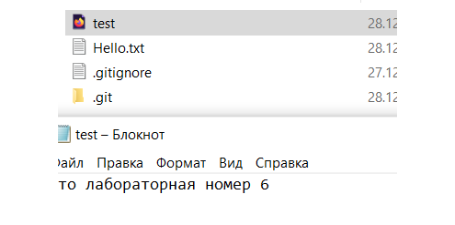 test 28.12
Hello.txt 28.12
.gitignore 27.12
.git 28.12
test – Блокнот
Файл Правка Формат Вид Справка
то лабораторная номер 6